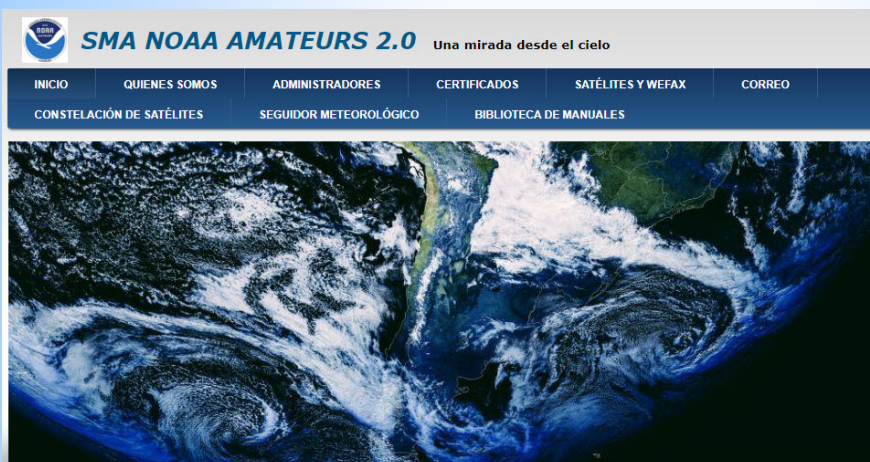 NOAA
SMA NOAA AMATEURS 2.0 Una mirada desde el cielo
INICIO QUIENES SOMOS ADMINISTRADORES CERTIFICADOS SATÉLITES Y WEFAX CORREO
CONSTELACIÓN DE SATÉLITES SEGUIDOR METEOROLÓGICO BIBLIOTECA DE MANUALES